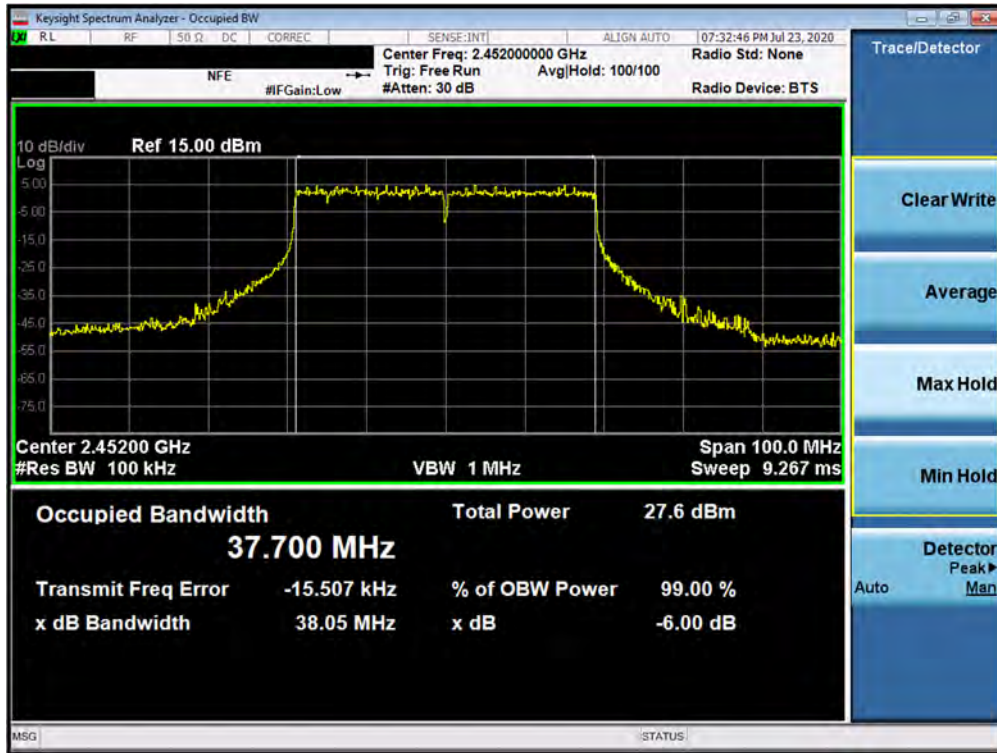 Keysight Spectrum Analyzer - Occupied BW
LXI RL RF 50 Ω DC CORREC SENSE:INT ALIGN AUTO 07:32:46 PM Jul 23, 2020
Center Freq: 2.452000000 GHz Radio Std: None
NFE Trig: Free Run Avg|Hold: 100/100
#IFGain:Low #Atten: 30 dB Radio Device: BTS
10 dB/div Ref 15.00 dBm
Log
5.00
-5.00
-15.0
-25.0
-35.0
-45.0
-55.0
-65.0
-75.0
Center 2.45200 GHz Span 100.0 MHz
#Res BW 100 kHz VBW 1 MHz Sweep 9.267 ms
Occupied Bandwidth Total Power 27.6 dBm
37.700 MHz
Transmit Freq Error -15.507 kHz % of OBW Power 99.00 %
x dB Bandwidth 38.05 MHz x dB -6.00 dB
MSG STATUS
Trace/Detector
Clear Write
Average
Max Hold
Min Hold
Detector
Peak▶
Auto Man